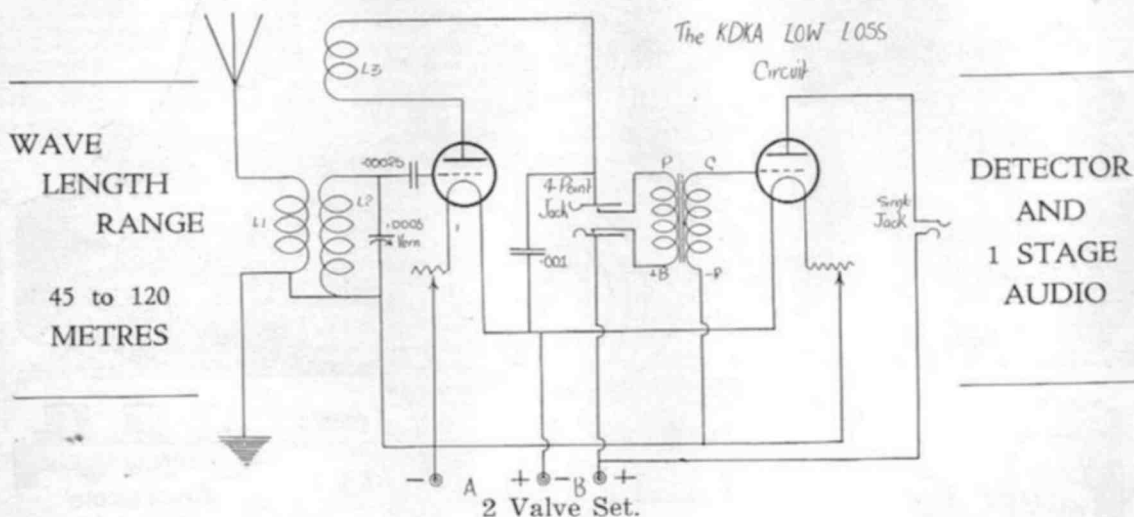 The KDKA LOW LOSS
Circuit
WAVE
LENGTH
RANGE
45 to 120
METRES
DETECTOR
AND
1 STAGE
AUDIO
L3
L1
L2
.00025
.0005
Vern
4 Point
Jack
.001
P
G
+B
Single
Jack
- A + - B +
2 Valve Set.